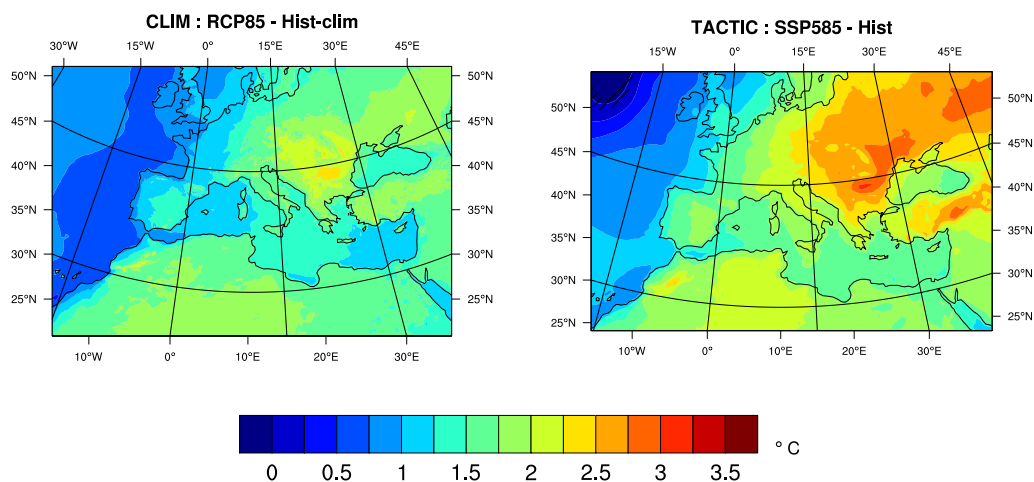 CLIM : RCP85 - Hist-clim
30°W 15°W 0° 15°E 30°E 45°E
50°N 50°N
45°N 45°N
40°N 40°N
35°N 35°N
30°N 30°N
25°N 25°N
10°W 0° 10°E 20°E 30°E
TACTIC : SSP585 - Hist
15°W 0° 15°E 30°E 45°E
50°N 50°N
45°N 45°N
40°N 40°N
35°N 35°N
30°N 30°N
25°N 25°N
10°W 0° 10°E 20°E 30°E
0 0.5 1 1.5 2 2.5 3 3.5
° C